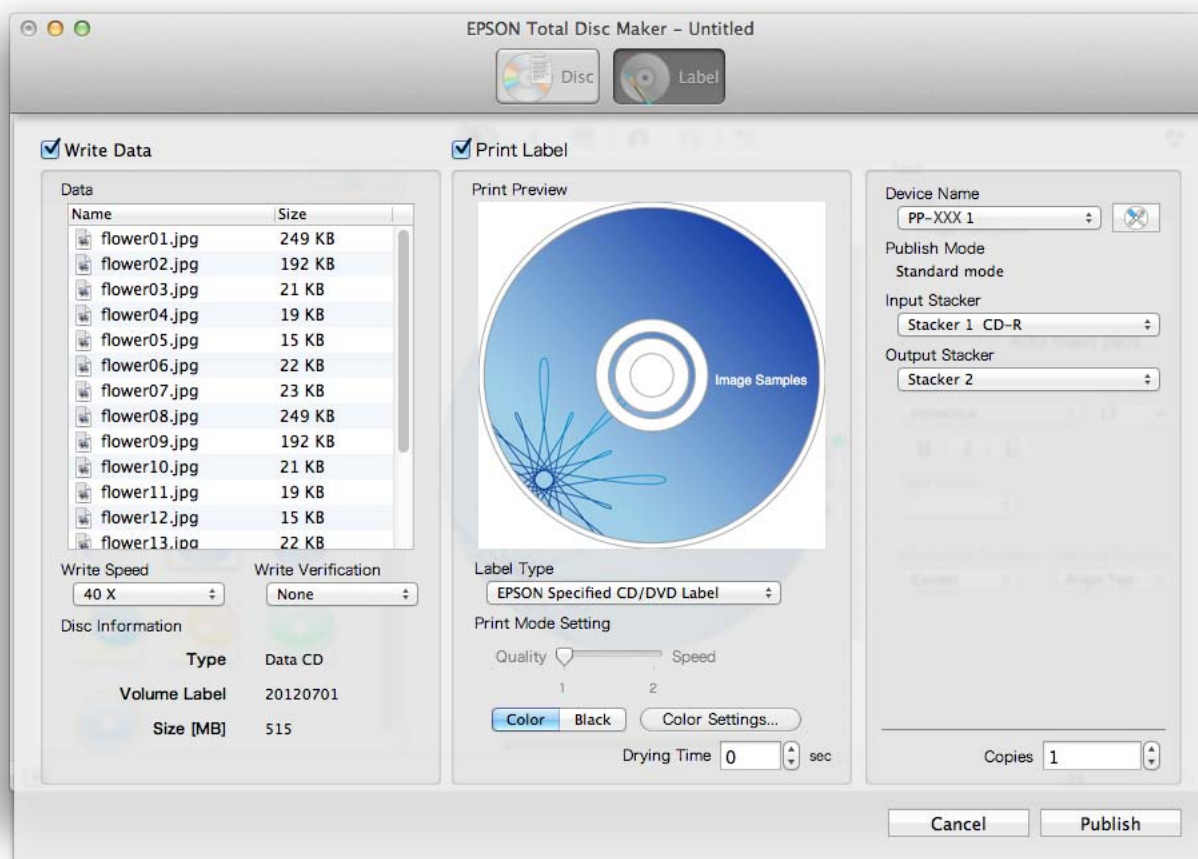 EPSON Total Disc Maker – Untitled
Disc
Label
Write Data
Data
Name Size
flower01.jpg 249 KB
flower02.jpg 192 KB
flower03.jpg 21 KB
flower04.jpg 19 KB
flower05.jpg 15 KB
flower06.jpg 22 KB
flower07.jpg 23 KB
flower08.jpg 249 KB
flower09.jpg 192 KB
flower10.jpg 21 KB
flower11.jpg 19 KB
flower12.jpg 15 KB
flower13.jpg 22 KB
Write Speed Write Verification
40 X None
Disc Information
Type Data CD
Volume Label 20120701
Size [MB] 515
Print Label
Print Preview
Image Samples
Label Type
EPSON Specified CD/DVD Label
Print Mode Setting
Quality Speed
1 2
Color Black Color Settings...
Drying Time 0 sec
Device Name
PP-XXX 1
Publish Mode
Standard mode
Input Stacker
Stacker 1 CD-R
Output Stacker
Stacker 2
Copies 1
Cancel Publish